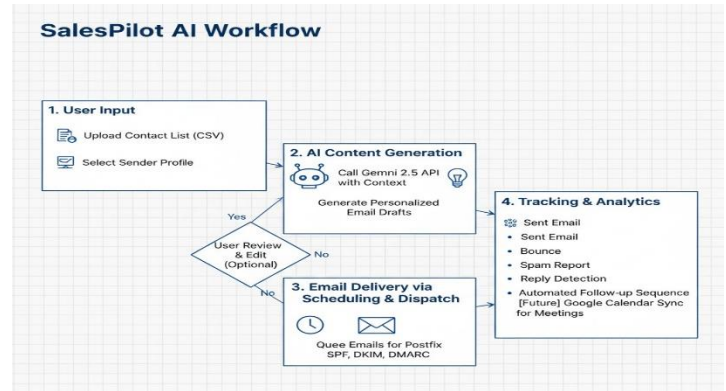 SalesPilot AI Workflow
1. User Input
Upload Contact List (CSV)
Select Sender Profile
2. AI Content Generation
Call Gemni 2.5 API
with Context
Generate Personalized
Email Drafts
Yes
User Review
& Edit
(Optional)
No
No
3. Email Delivery via
Scheduling & Dispatch
Quee Emails for Postfix
SPF, DKIM, DMARC
4. Tracking & Analytics
Sent Email
• Sent Email
• Bounce
• Spam Report
• Reply Detection
• Automated Follow-up Sequence
[Future] Google Calendar Sync
for Meetings